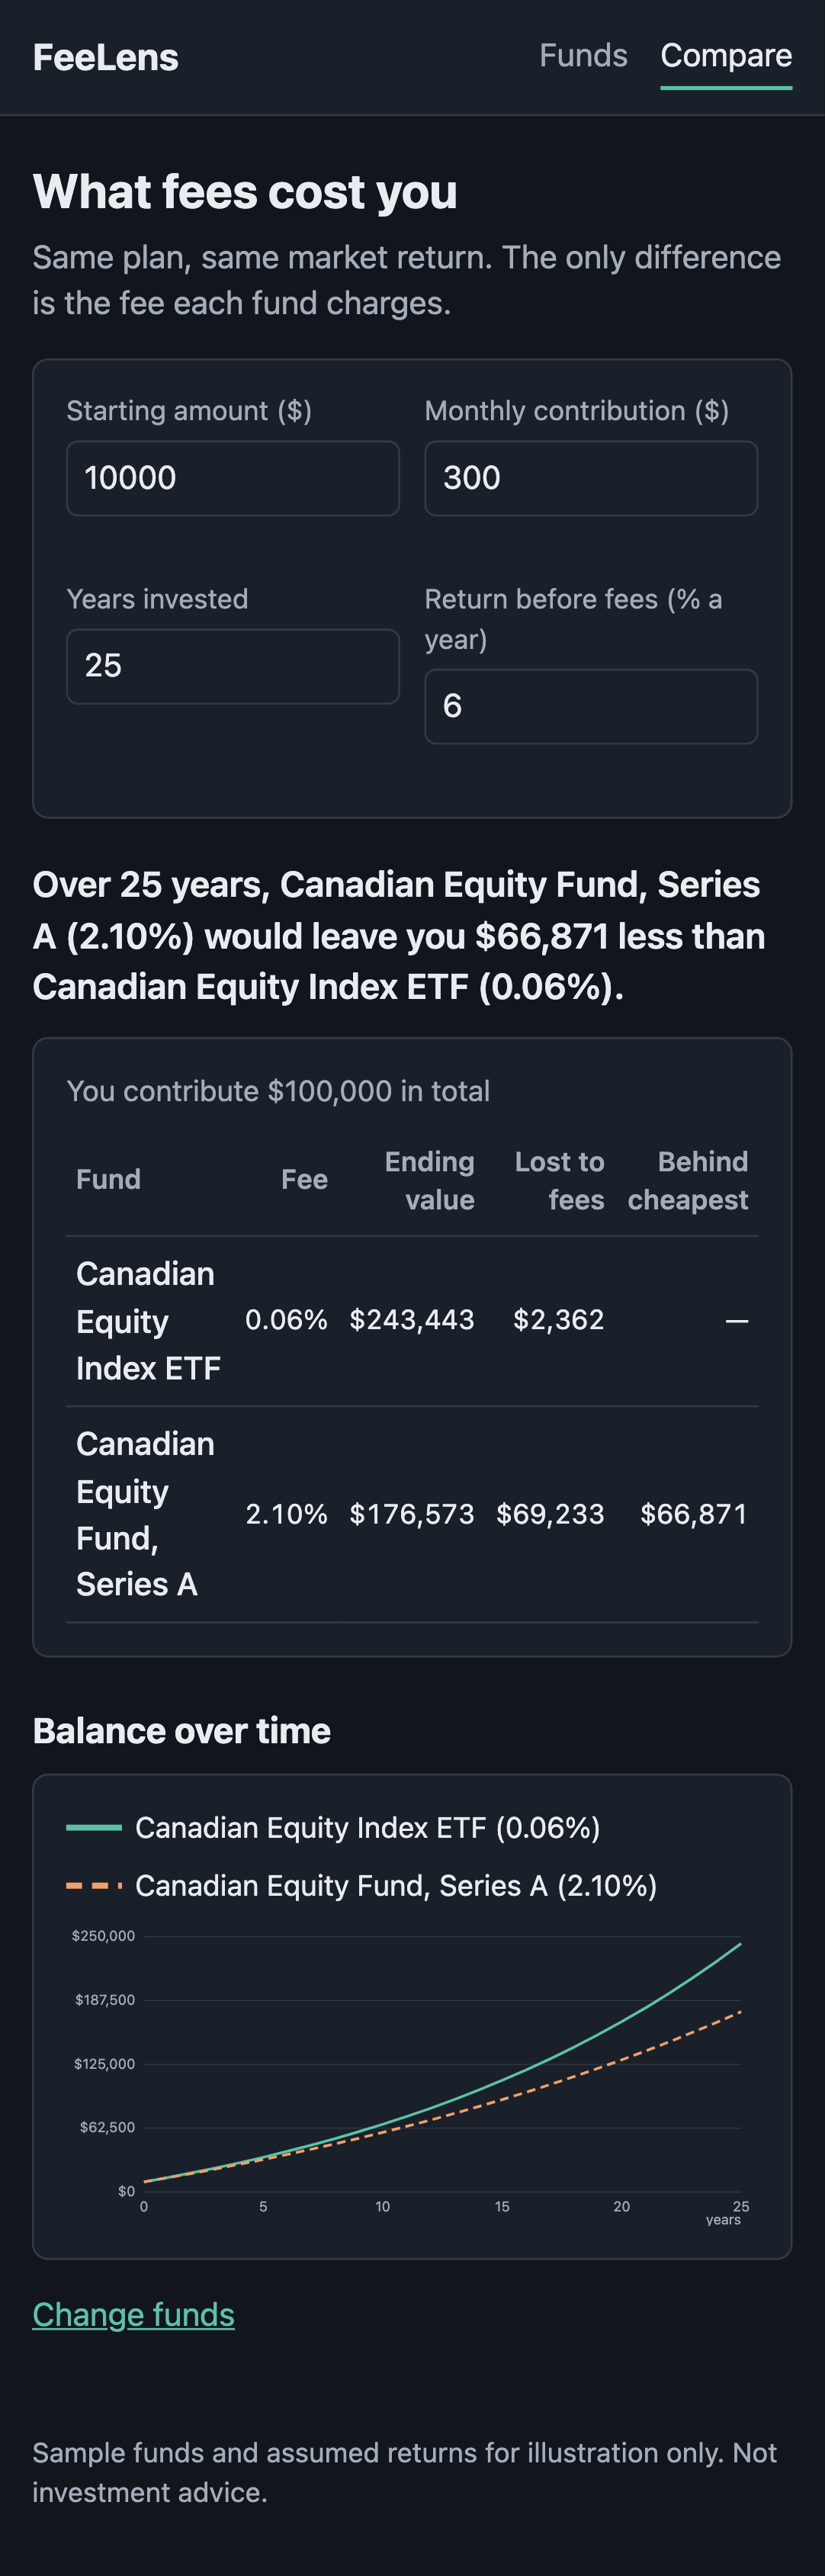 FeeLens
Funds
Compare
What fees cost you
Same plan, same market return. The only difference
is the fee each fund charges.
Starting amount ($)
Monthly contribution ($)
10000
300
Years invested
Return before fees (% a
year)
25
6
Over 25 years, Canadian Equity Fund, Series
A (2.10%) would leave you $66,871 less than
Canadian Equity Index ETF (0.06%).
You contribute $100,000 in total
Fund
Fee
Ending
value
Lost to
fees
Behind
cheapest
Canadian
Equity
Index ETF
0.06%
$243,443
$2,362
—
Canadian
Equity
Fund,
Series A
2.10%
$176,573
$69,233
$66,871
Balance over time
Canadian Equity Index ETF (0.06%)
Canadian Equity Fund, Series A (2.10%)
$250,000
$187,500
$125,000
$62,500
$0
0
5
10
15
20
25
years
Change funds
Sample funds and assumed returns for illustration only. Not
investment advice.